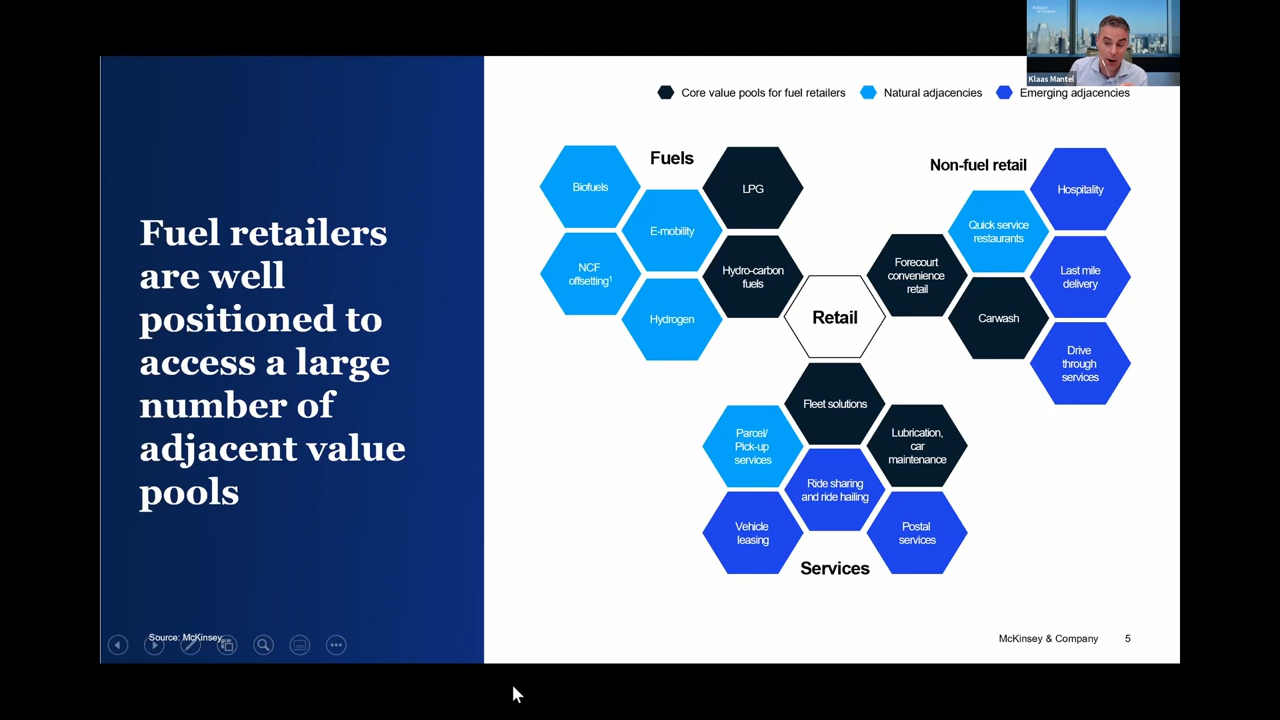 McKinsey
& Company
Klaas Mantel
Core value pools for fuel retailers
Natural adjacencies
Emerging adjacencies
Fuel retailers
are well
positioned to
access a large
number of
adjacent value
pools
Fuels
Biofuels
E-mobility
LPG
NCF
offsetting¹
Hydro-carbon
fuels
Hydrogen
Retail
Non-fuel retail
Hospitality
Quick service
restaurants
Forecourt
convenience
retail
Last mile
delivery
Carwash
Drive
through
services
Fleet solutions
Parcel/
Pick-up
services
Lubrication,
car
maintenance
Ride sharing
and ride hailing
Vehicle
leasing
Postal
services
Services
Source: McKinsey
McKinsey & Company
5